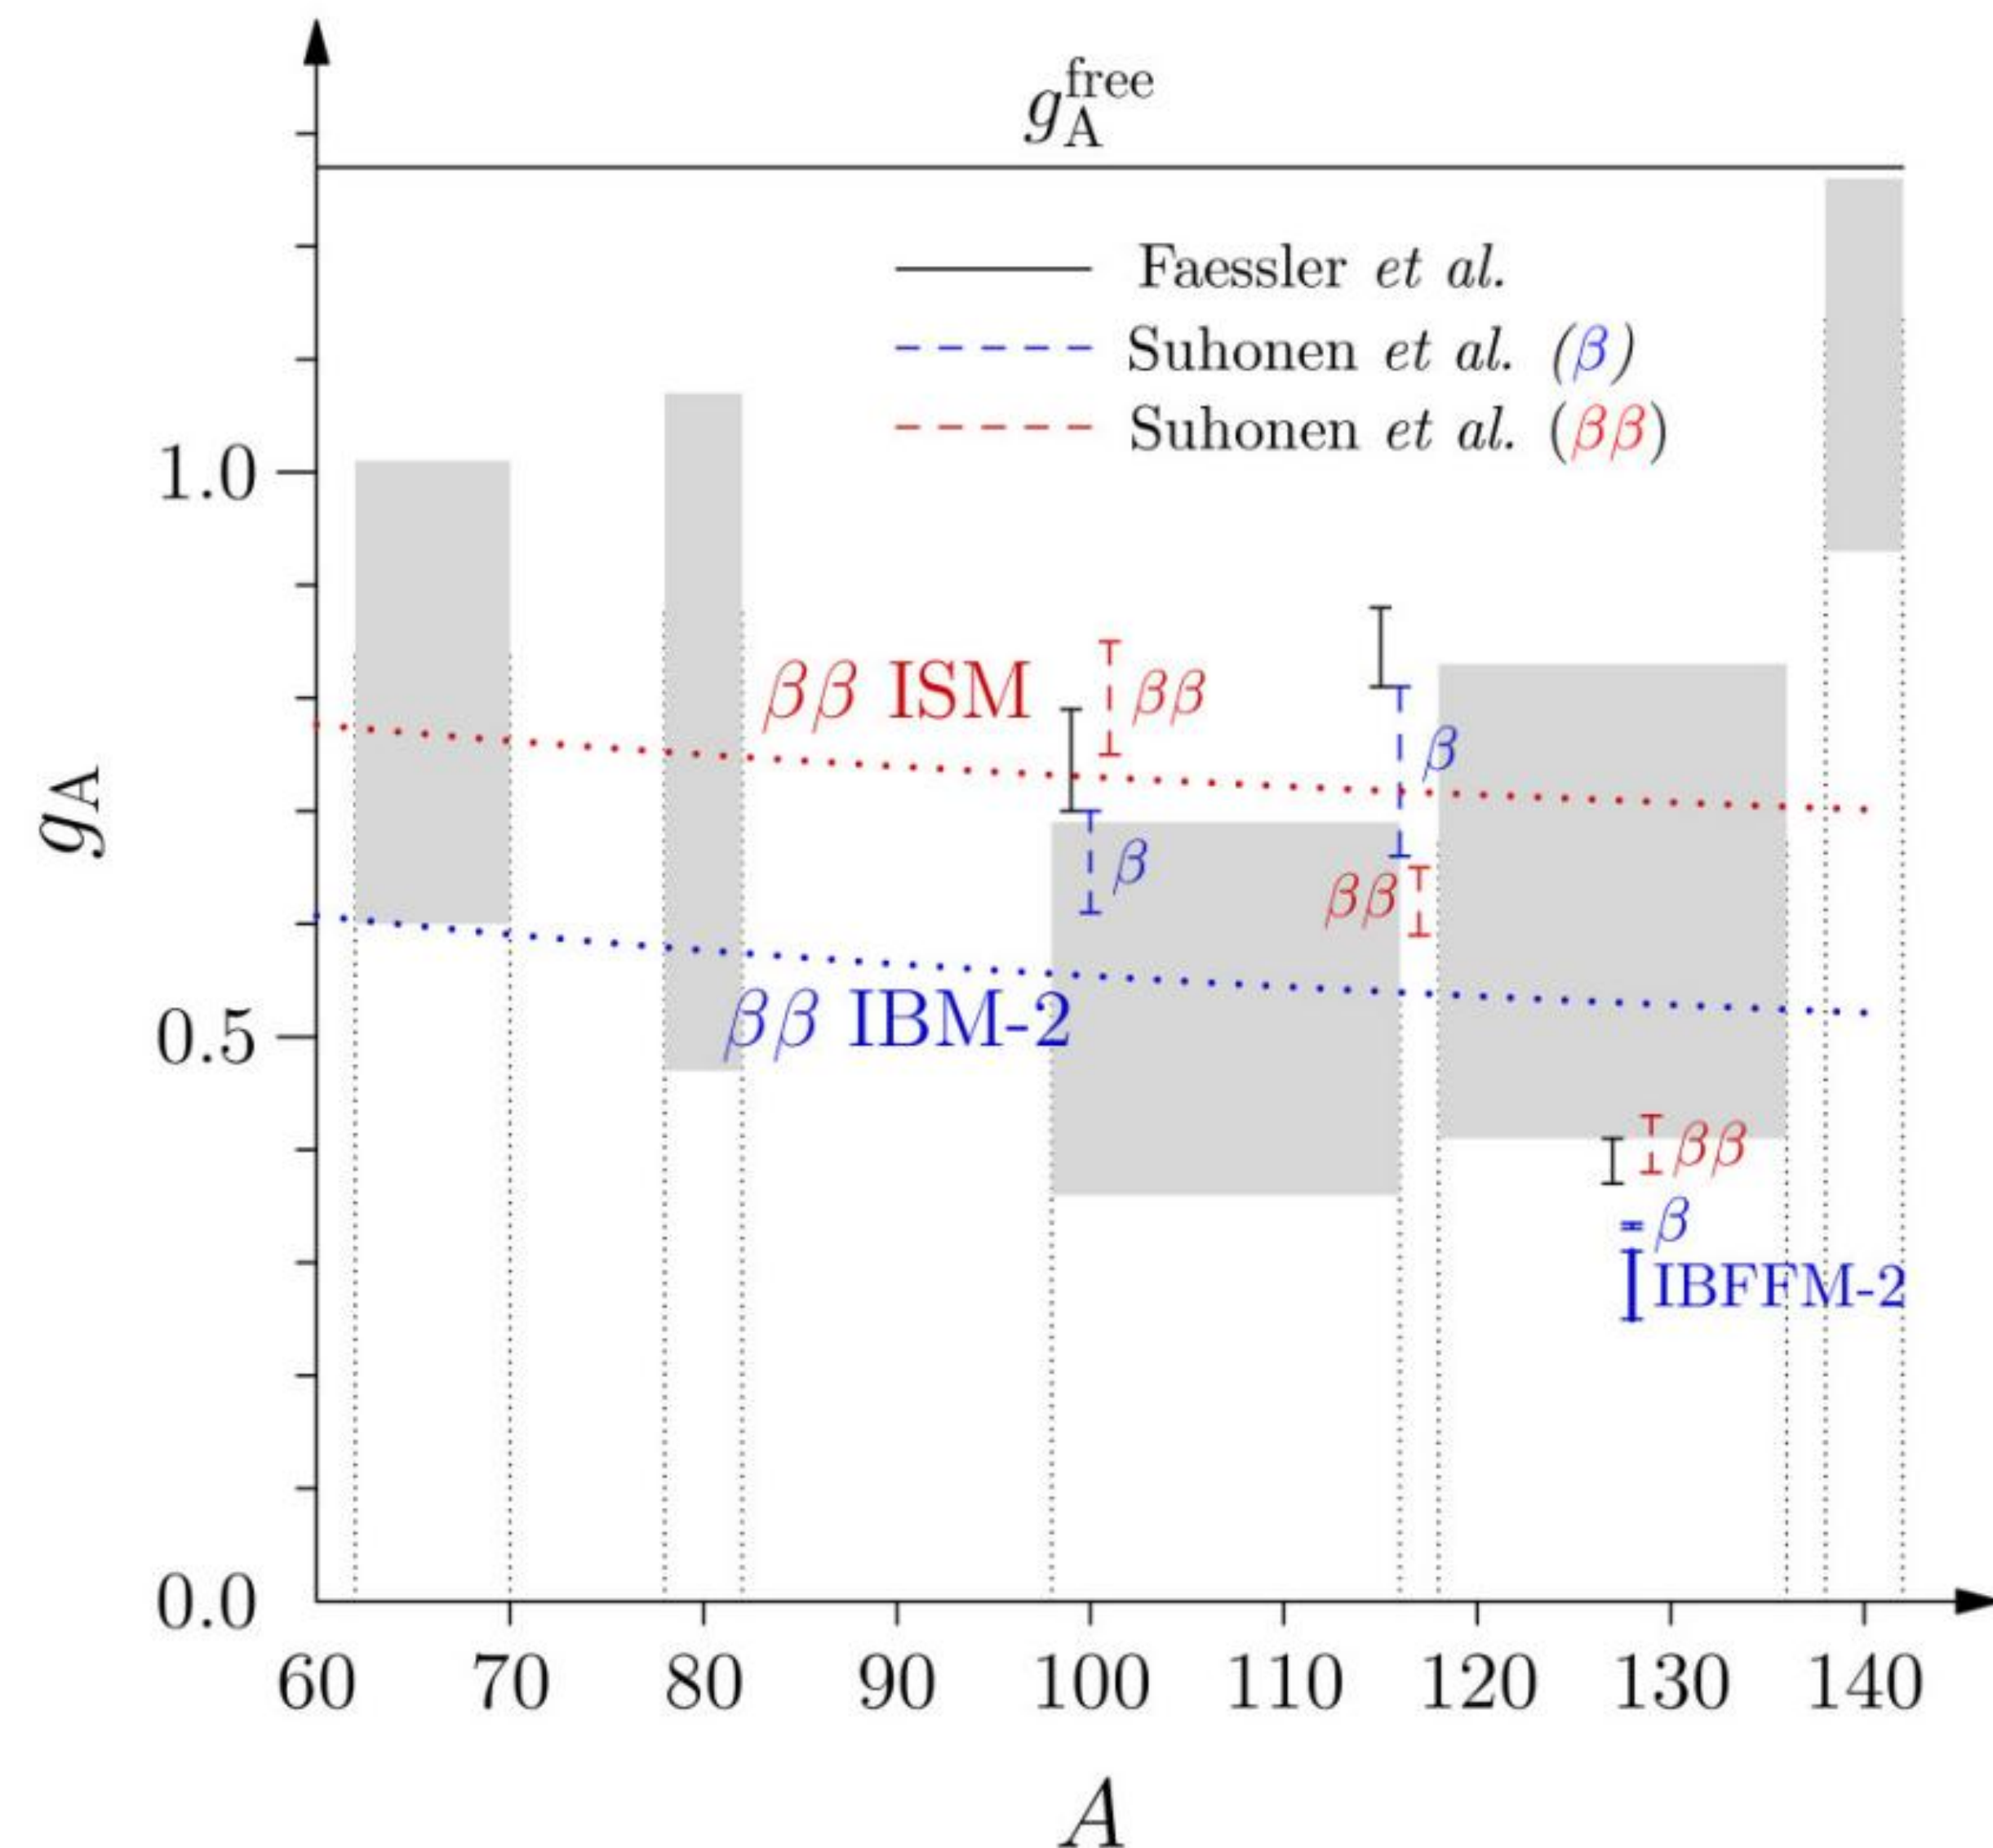 g_A^free
Faessler et al.
Suhonen et al. (β)
Suhonen et al. (ββ)
1.0
ββ ISM
ββ
β
g_A
β
ββ
0.5
ββ IBM-2
ββ
β
IBFFM-2
0.0
60 70 80 90 100 110 120 130 140
A